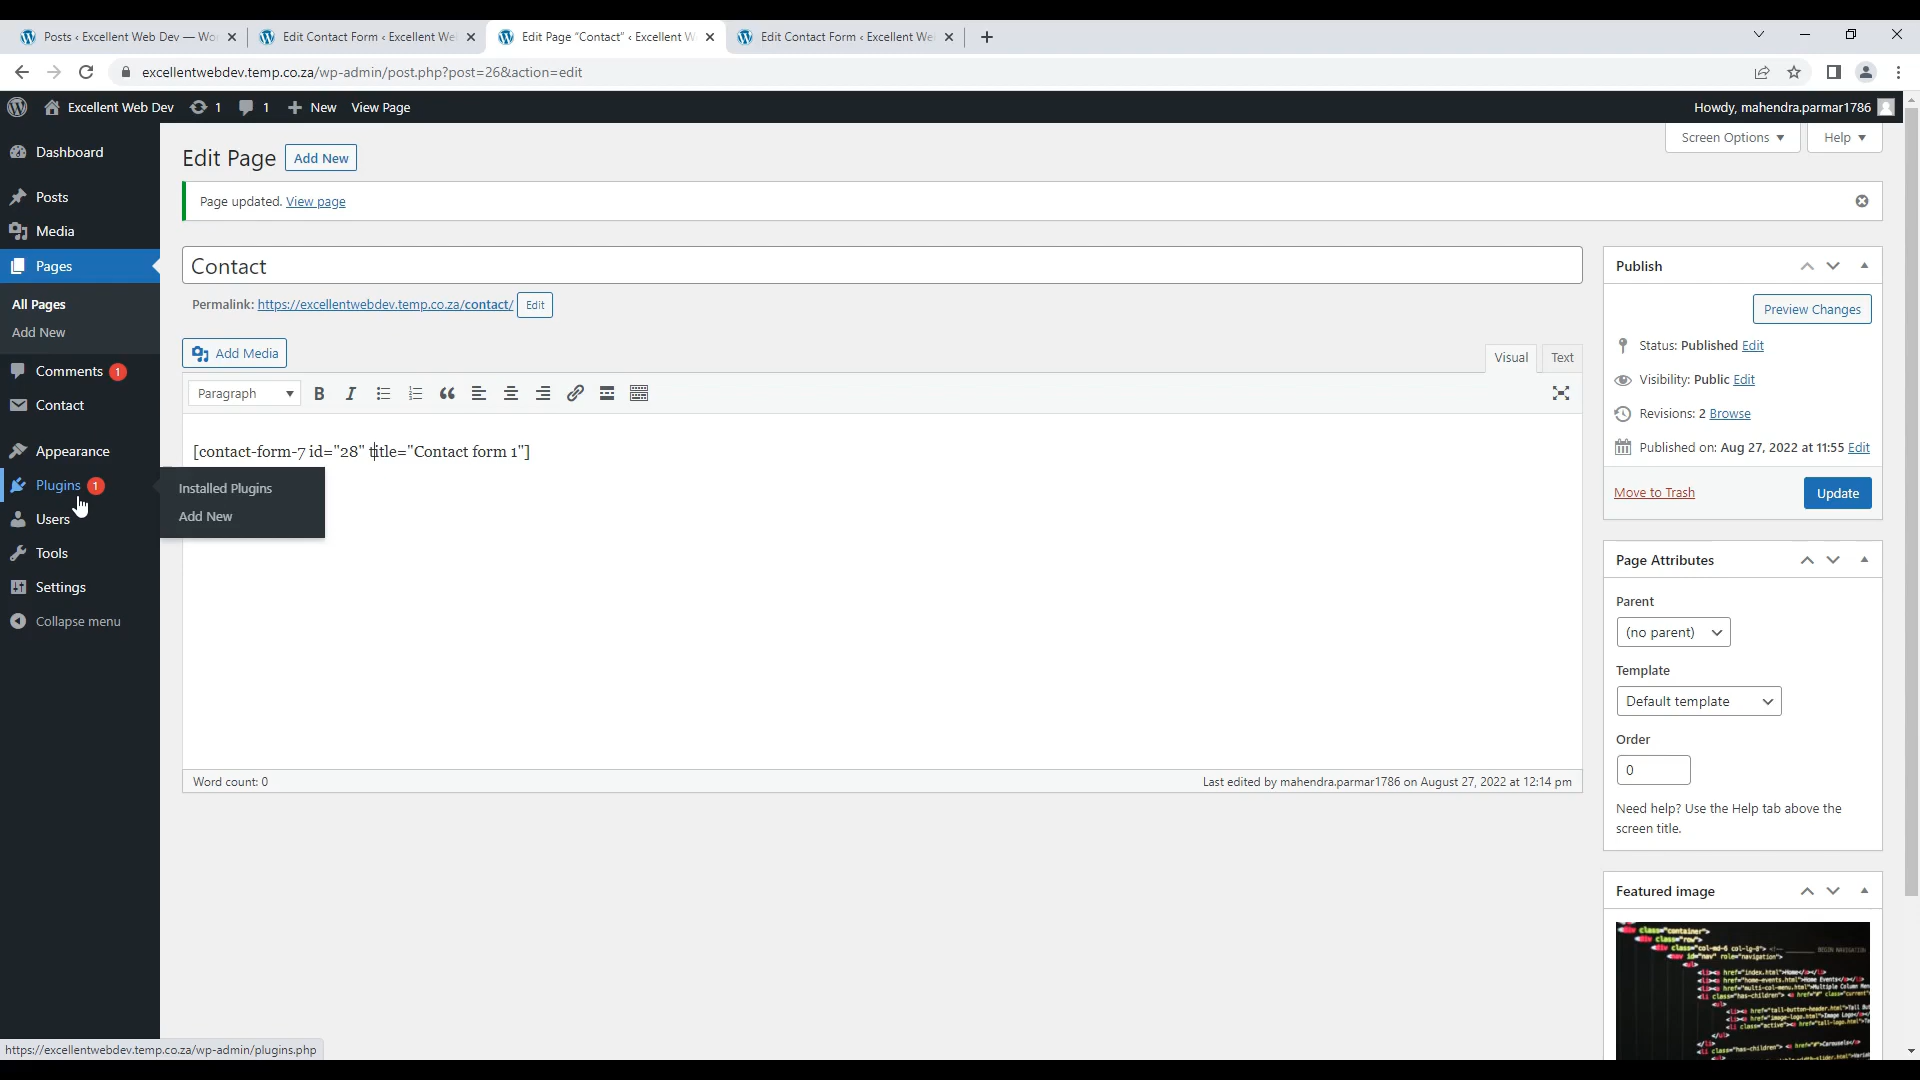 Posts ‹ Excellent Web Dev — Wo
Edit Contact Form ‹ Excellent We
Edit Page “Contact” ‹ Excellent W
Edit Contact Form ‹ Excellent We
excellentwebdev.temp.co.za/wp-admin/post.php?post=26&action=edit
Excellent Web Dev
1
1
New
View Page
Howdy, mahendra.parmar1786
Dashboard
Posts
Media
Pages
All Pages
Add New
Comments 1
Contact
Appearance
Plugins 1
Users
Tools
Settings
Collapse menu
Installed Plugins
Add New
Screen Options
Help
Edit Page
Add New
Page updated. View page
Contact
Permalink: https://excellentwebdev.temp.co.za/contact/ Edit
Add Media
Visual
Text
Paragraph
[contact-form-7 id="28" title="Contact form 1"]
Word count: 0
Last edited by mahendra.parmar1786 on August 27, 2022 at 12:14 pm
Publish
Preview Changes
Status: Published Edit
Visibility: Public Edit
Revisions: 2 Browse
Published on: Aug 27, 2022 at 11:55 Edit
Move to Trash
Update
Page Attributes
Parent
(no parent)
Template
Default template
Order
0
Need help? Use the Help tab above the
screen title.
Featured image
https://excellentwebdev.temp.co.za/wp-admin/plugins.php